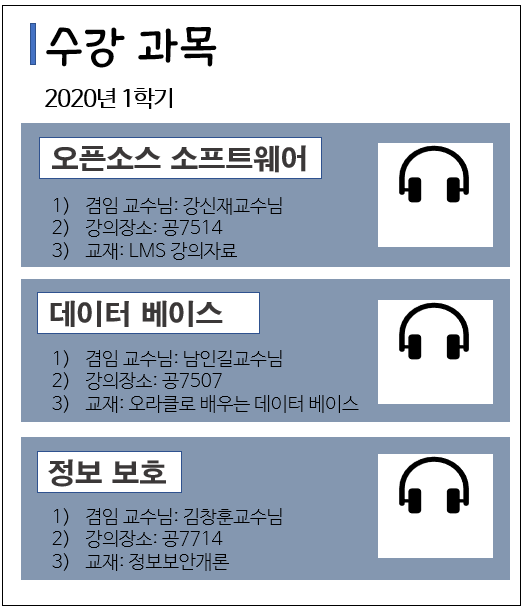 수강 과목
2020년 1학기
오픈소스 소프트웨어
1) 겸임 교수님: 강신재교수님
2) 강의장소: 공7514
3) 교재: LMS 강의자료
데이터 베이스
1) 겸임 교수님: 남인길교수님
2) 강의장소: 공7507
3) 교재: 오라클로 배우는 데이터 베이스
정보 보호
1) 겸임 교수님: 김창훈교수님
2) 강의장소: 공7714
3) 교재: 정보보안개론